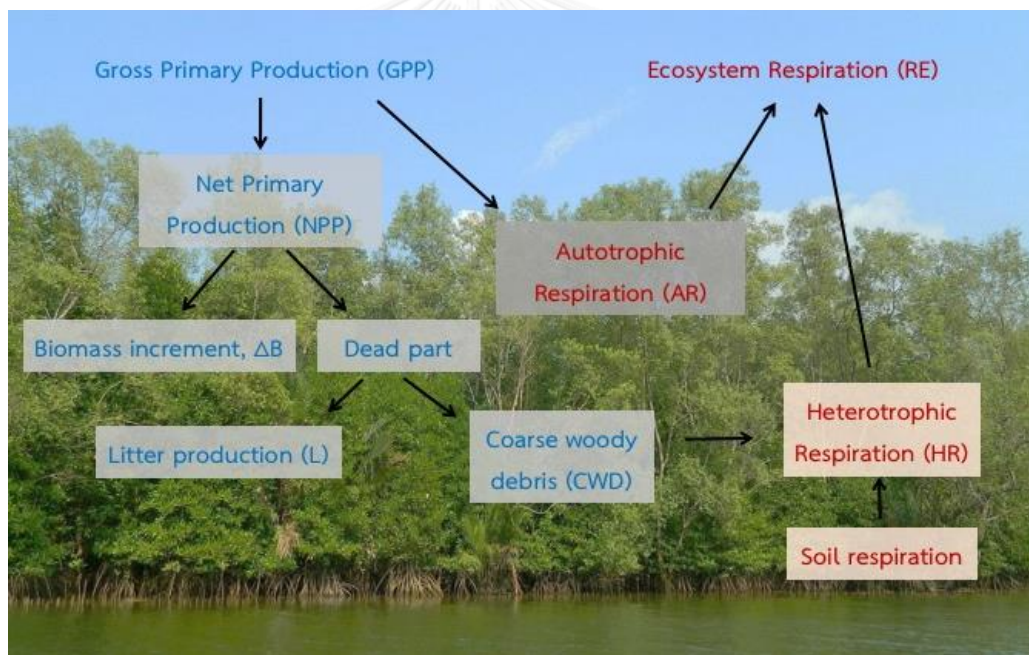 Gross Primary Production (GPP)
Ecosystem Respiration (RE)
Net Primary
Production (NPP)
Autotrophic
Respiration (AR)
Biomass increment, ΔB
Dead part
Litter production (L)
Coarse woody
debris (CWD)
Heterotrophic
Respiration (HR)
Soil respiration